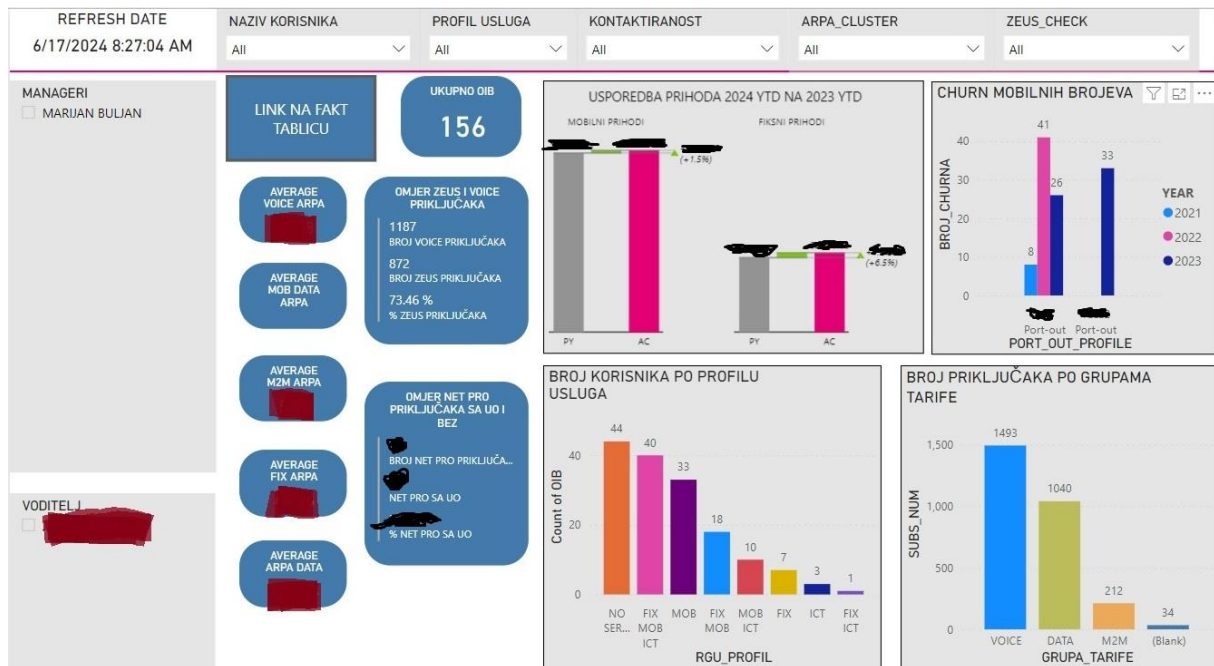 REFRESH DATE
6/17/2024 8:27:04 AM
NAZIV KORISNIKA
All
PROFIL USLUGA
All
KONTAKTIRANOST
All
ARPA_CLUSTER
All
ZEUS_CHECK
All
MANAGERI
MARIJAN BULJAN
VODITELJ
LINK NA FAKT
TABLICU
UKUPNO OIB
156
AVERAGE
VOICE ARPA
AVERAGE
MOB DATA
ARPA
AVERAGE
M2M ARPA
AVERAGE
FIX ARPA
AVERAGE
ARPA DATA
OMJER ZEUS I VOICE
PRIKLJUČAKA
1187
BROJ VOICE PRIKLJUČAKA
872
BROJ ZEUS PRIKLJUČAKA
73.46 %
% ZEUS PRIKLJUČAKA
OMJER NET PRO
PRIKLJUČAKA SA UO I
BEZ
BROJ NET PRO PRIKLJUČA...
NET PRO SA UO
% NET PRO SA UO
USPOREDBA PRIHODA 2024 YTD NA 2023 YTD
MOBILNI PRIHODI
FIKSNI PRIHODI
(+1.5%)
(+6.5%)
PY
AC
PY
AC
CHURN MOBILNIH BROJEVA
BROJ_CHURNA
40
30
20
10
0
8
41
26
33
Port-out
Port-out
PORT_OUT_PROFILE
YEAR
2021
2022
2023
BROJ KORISNIKA PO PROFILU
USLUGA
Count of OIB
40
20
0
44
40
33
18
10
7
3
1
NO
SER...
FIX
MOB
ICT
MOB
FIX
MOB
MOB
ICT
FIX
ICT
FIX
ICT
RGU_PROFIL
BROJ PRIKLJUČAKA PO GRUPAMA
TARIFE
SUBS_NUM
1,500
1,000
500
0
1493
1040
212
34
VOICE
DATA
M2M
(Blank)
GRUPA_TARIFE